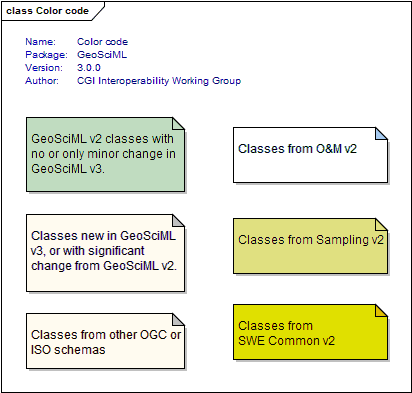 class Color code
Name: Color code
Package: GeoSciML
Version: 3.0.0
Author: CGI Interoperability Working Group
GeoSciML v2 classes with
no or only minor change in
GeoSciML v3.
Classes from O&M v2
Classes new in GeoSciML
v3, or with significant
change from GeoSciML v2.
Classes from Sampling v2
Classes from other OGC or
ISO schemas
Classes from
SWE Common v2